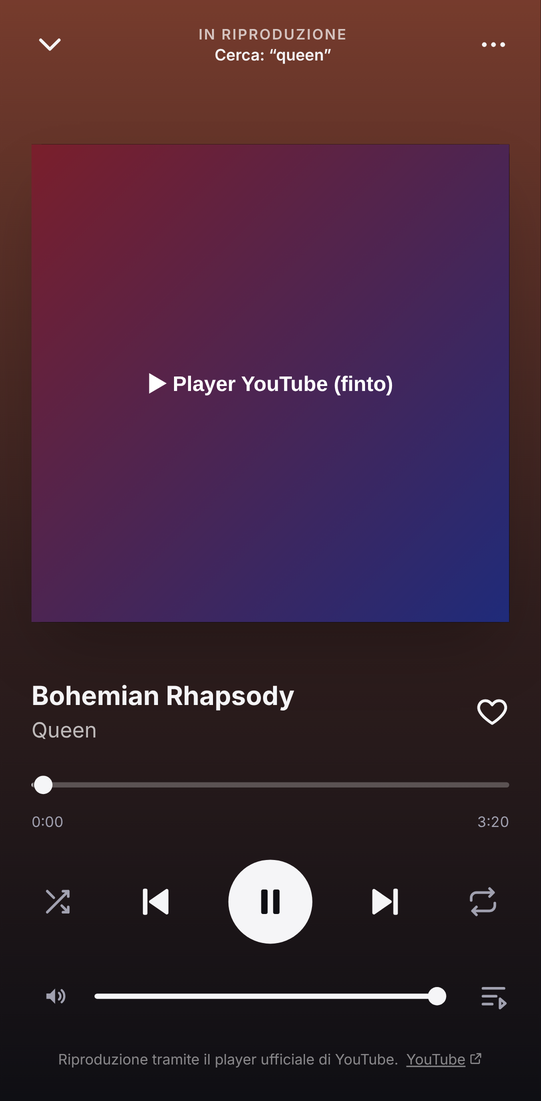 IN RIPRODUZIONE
Cerca: “queen”
Player YouTube (finto)
Bohemian Rhapsody
Queen
0:00
3:20
Riproduzione tramite il player ufficiale di YouTube. YouTube